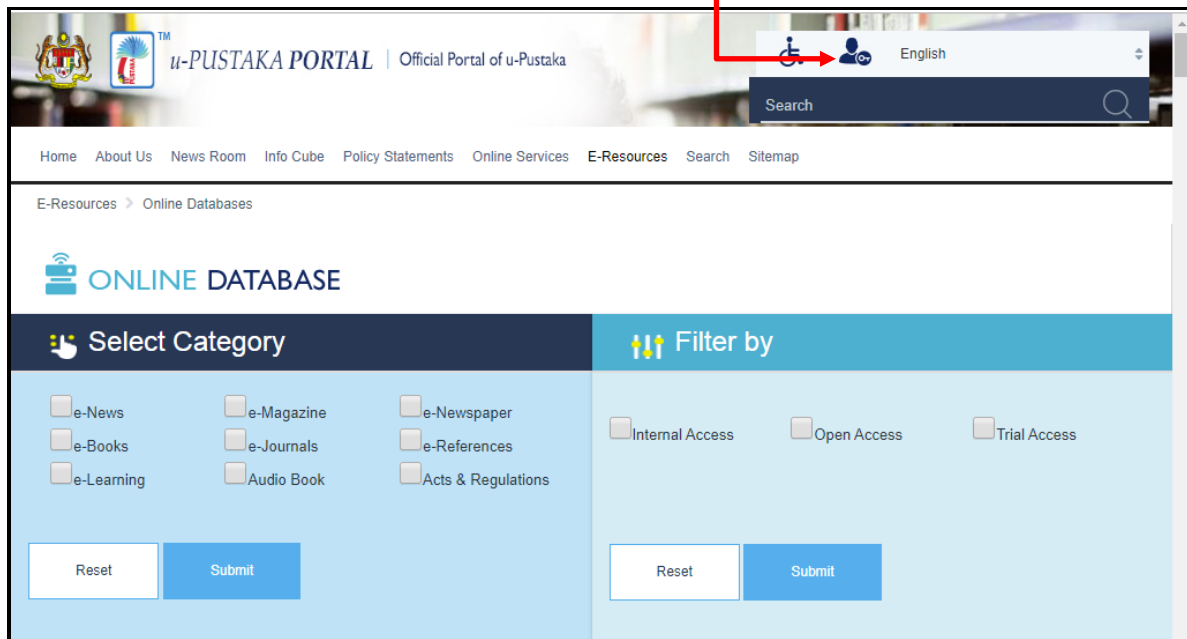 TM
u-PUSTAKA PORTAL | Official Portal of u-Pustaka
English
Search
Home About Us News Room Info Cube Policy Statements Online Services E-Resources Search Sitemap
E-Resources > Online Databases
ONLINE DATABASE
Select Category
e-News e-Magazine e-Newspaper
e-Books e-Journals e-References
e-Learning Audio Book Acts & Regulations
Reset Submit
Filter by
Internal Access Open Access Trial Access
Reset Submit